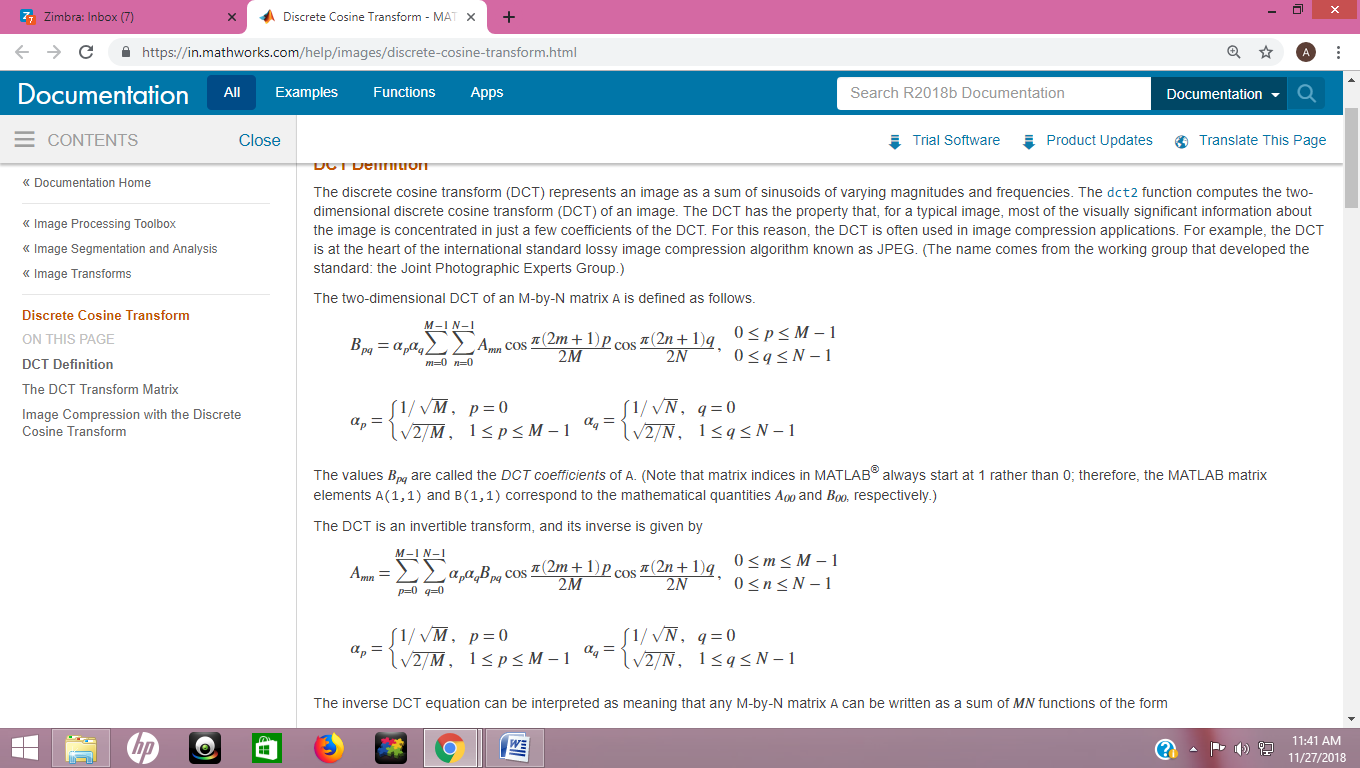 Zimbra: Inbox (7)
Discrete Cosine Transform - MAT
https://in.mathworks.com/help/images/discrete-cosine-transform.html
A
Documentation
All
Examples
Functions
Apps
Search R2018b Documentation
Documentation
CONTENTS
Close
Trial Software
Product Updates
Translate This Page
« Documentation Home
« Image Processing Toolbox
« Image Segmentation and Analysis
« Image Transforms
Discrete Cosine Transform
ON THIS PAGE
DCT Definition
The DCT Transform Matrix
Image Compression with the Discrete
Cosine Transform
DCT Definition
The discrete cosine transform (DCT) represents an image as a sum of sinusoids of varying magnitudes and frequencies. The dct2 function computes the two-
dimensional discrete cosine transform (DCT) of an image. The DCT has the property that, for a typical image, most of the visually significant information about
the image is concentrated in just a few coefficients of the DCT. For this reason, the DCT is often used in image compression applications. For example, the DCT
is at the heart of the international standard lossy image compression algorithm known as JPEG. (The name comes from the working group that developed the
standard: the Joint Photographic Experts Group.)
The two-dimensional DCT of an M-by-N matrix A is defined as follows.
B_pq = α_p α_q ∑_{m=0}^{M−1} ∑_{n=0}^{N−1} A_mn cos π(2m+1)p/2M cos π(2n+1)q/2N, 0 ≤ p ≤ M − 1
0 ≤ q ≤ N − 1
α_p = { 1/√M, p = 0 α_q = { 1/√N, q = 0
√2/M, 1 ≤ p ≤ M − 1 √2/N, 1 ≤ q ≤ N − 1
The values B_pq are called the DCT coefficients of A. (Note that matrix indices in MATLAB® always start at 1 rather than 0; therefore, the MATLAB matrix
elements A(1,1) and B(1,1) correspond to the mathematical quantities A_00 and B_00, respectively.)
The DCT is an invertible transform, and its inverse is given by
A_mn = ∑_{p=0}^{M−1} ∑_{q=0}^{N−1} α_p α_q B_pq cos π(2m+1)p/2M cos π(2n+1)q/2N, 0 ≤ m ≤ M − 1
0 ≤ n ≤ N − 1
α_p = { 1/√M, p = 0 α_q = { 1/√N, q = 0
√2/M, 1 ≤ p ≤ M − 1 √2/N, 1 ≤ q ≤ N − 1
The inverse DCT equation can be interpreted as meaning that any M-by-N matrix A can be written as a sum of MN functions of the form
hp
11:41 AM
11/27/2018